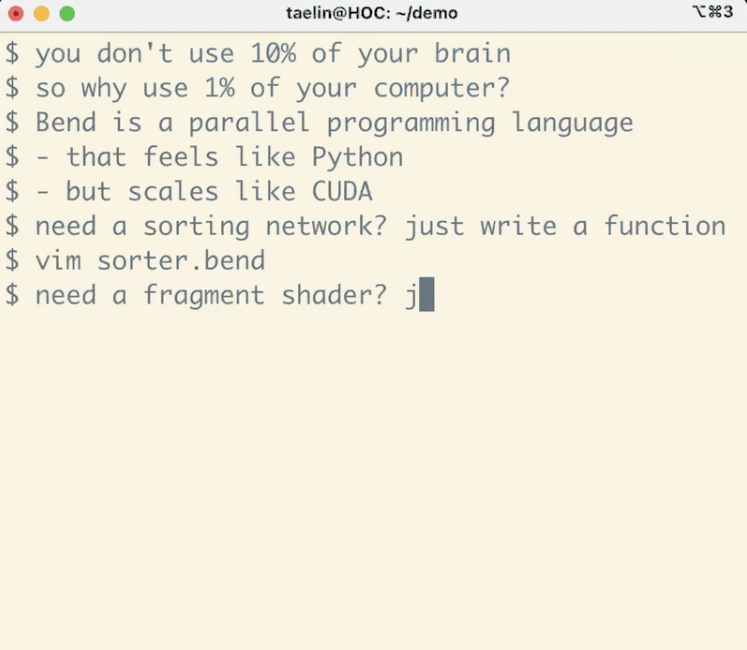 taelin@HOC: ~/demo
⌥⌘3
$ you don't use 10% of your brain
$ so why use 1% of your computer?
$ Bend is a parallel programming language
$ - that feels like Python
$ - but scales like CUDA
$ need a sorting network? just write a function
$ vim sorter.bend
$ need a fragment shader? j